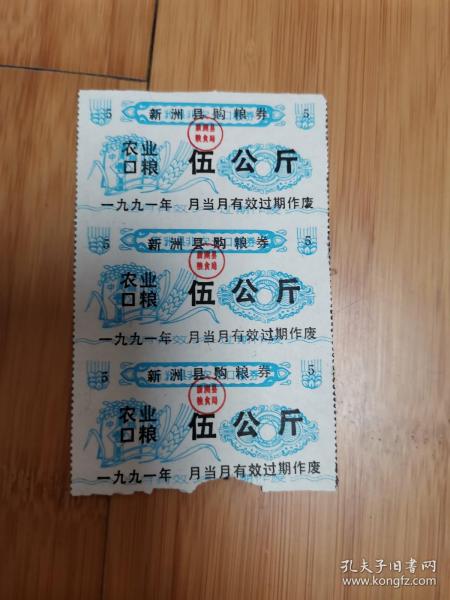 新洲县购粮券
5
5
新洲县
粮食局
农业
口粮
伍公斤
一九九一年 月当月有效过期作废
新洲县购粮券
5
5
新洲县
粮食局
农业
口粮
伍公斤
一九九一年 月当月有效过期作废
新洲县购粮券
5
5
新洲县
粮食局
农业
口粮
伍公斤
一九九一年 月当月有效过期作废
孔夫子旧书网
www.kongfz.com